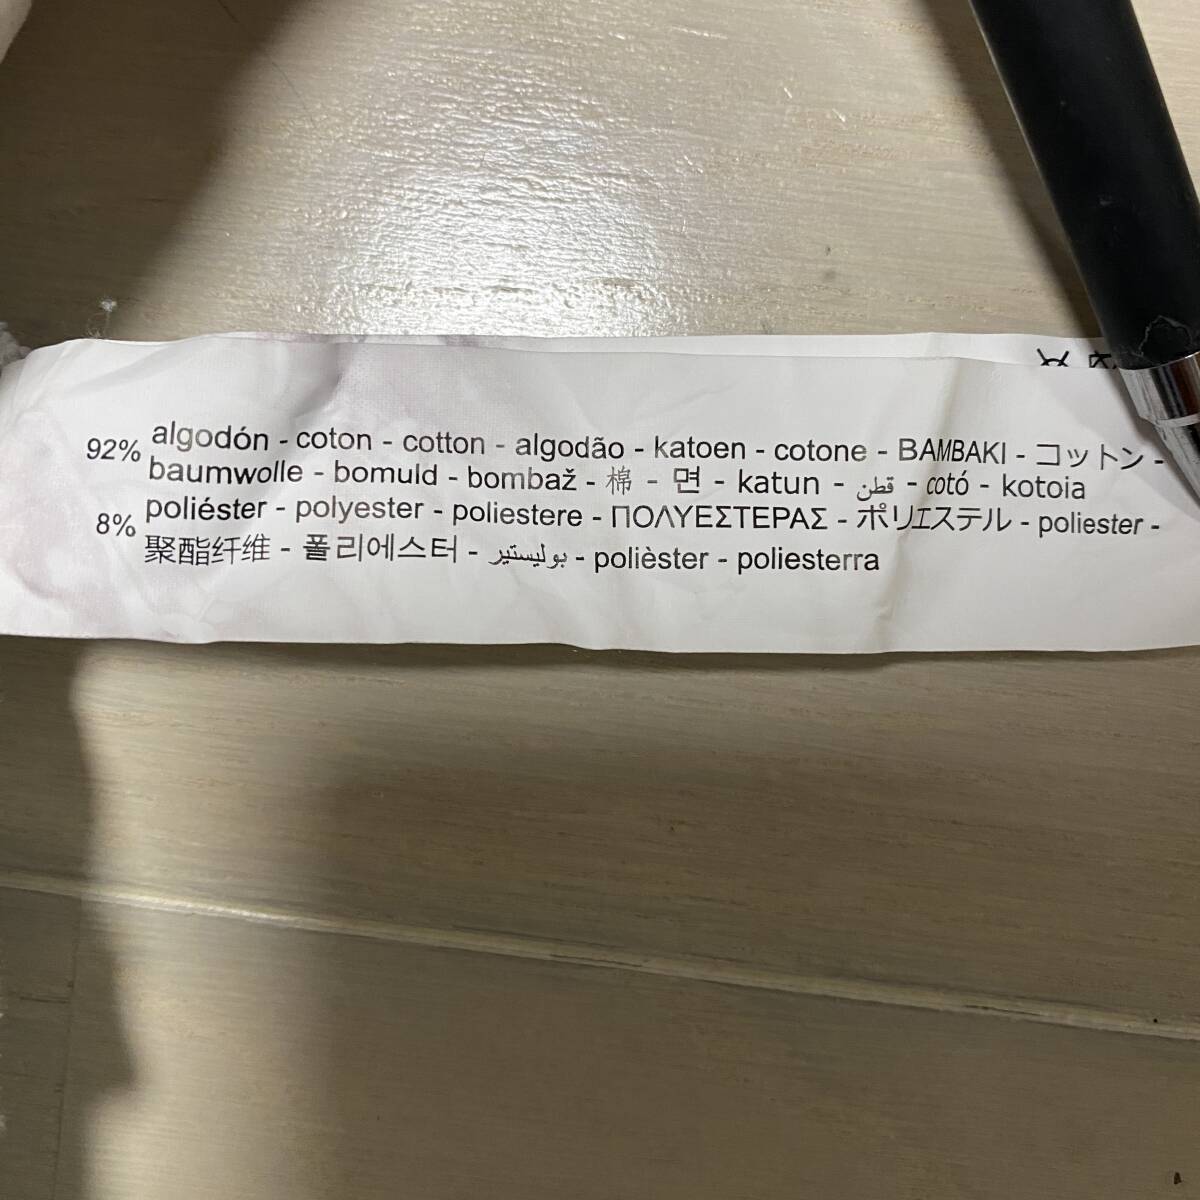 92% algodón - coton - cotton - algodão - katoen - cotone - BAMBAKI - コットン -
baumwolle - bomuld - bombaž - 棉 - 면 - katun - قطن - cotó - kotoia
8% poliéster - polyester - poliestere - ΠΟΛΥΕΣΤΕΡΑΣ - ポリエステル - poliester -
聚酯纤维 - 폴리에스터 - بوليستير - polièster - poliesterra